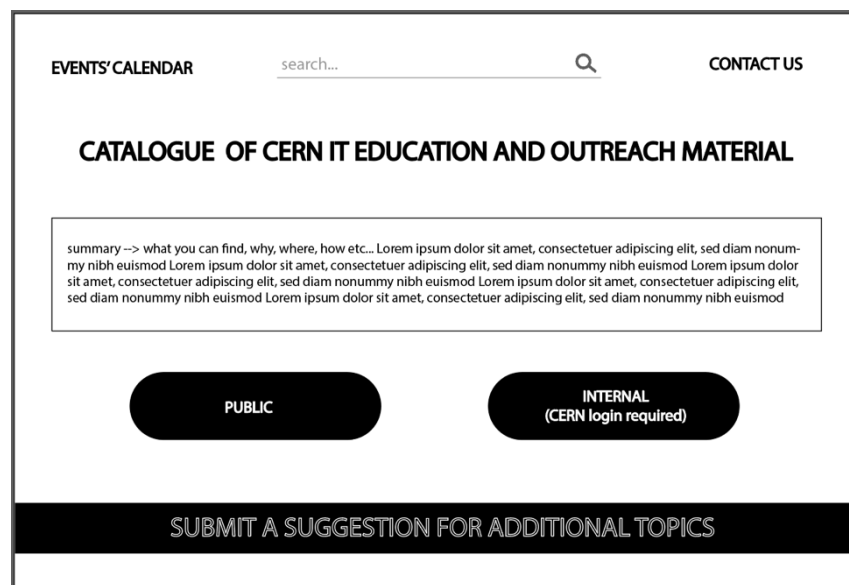 EVENTS' CALENDAR
search...
CONTACT US
CATALOGUE OF CERN IT EDUCATION AND OUTREACH MATERIAL
summary --> what you can find, why, where, how etc... Lorem ipsum dolor sit amet, consectetuer adipiscing elit, sed diam nonum-
my nibh euismod Lorem ipsum dolor sit amet, consectetuer adipiscing elit, sed diam nonummy nibh euismod Lorem ipsum dolor
sit amet, consectetuer adipiscing elit, sed diam nonummy nibh euismod Lorem ipsum dolor sit amet, consectetuer adipiscing elit,
sed diam nonummy nibh euismod Lorem ipsum dolor sit amet, consectetuer adipiscing elit, sed diam nonummy nibh euismod
PUBLIC
INTERNAL
(CERN login required)
SUBMIT A SUGGESTION FOR ADDITIONAL TOPICS